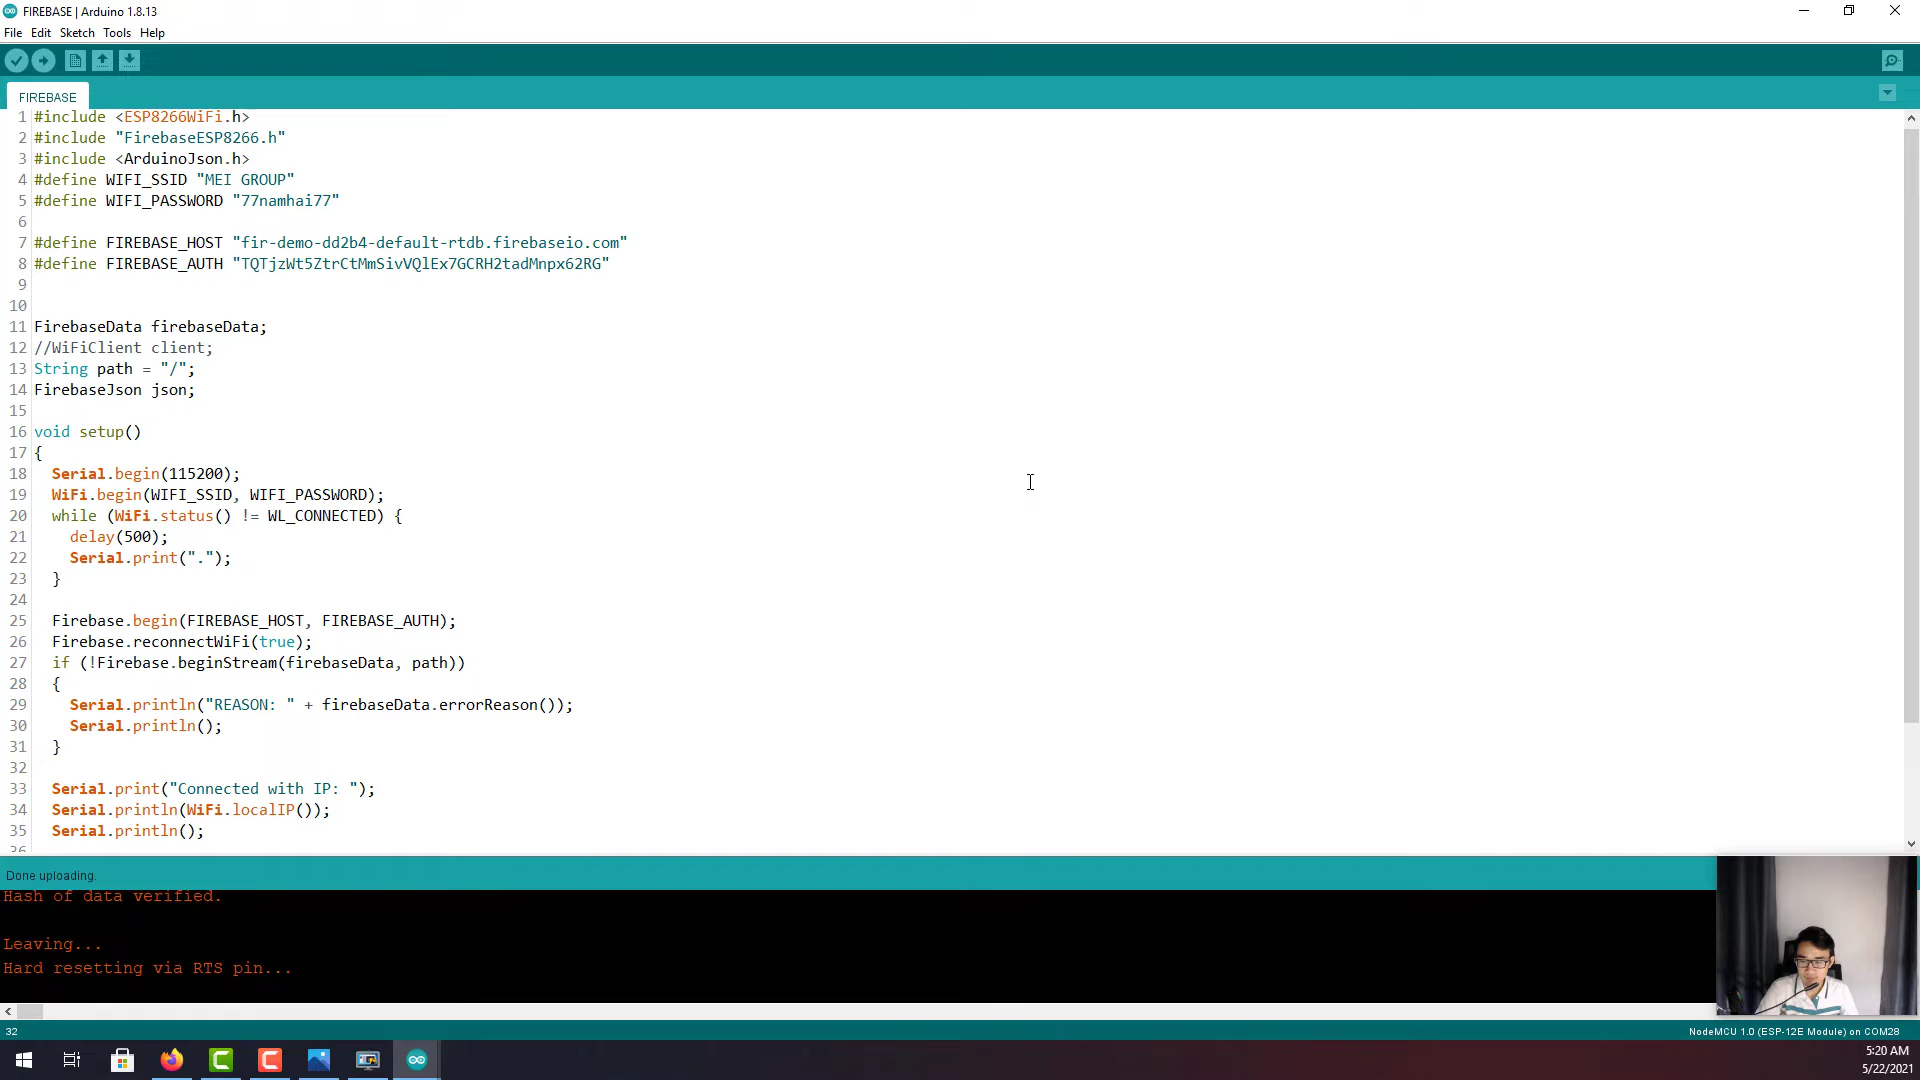 FIREBASE | Arduino 1.8.13
File Edit Sketch Tools Help
FIREBASE
1 #include <ESP8266WiFi.h>
2 #include "FirebaseESP8266.h"
3 #include <ArduinoJson.h>
4 #define WIFI_SSID "MEI GROUP"
5 #define WIFI_PASSWORD "77namhai77"
6
7 #define FIREBASE_HOST "fir-demo-dd2b4-default-rtdb.firebaseio.com"
8 #define FIREBASE_AUTH "TQTjzWt5ZtrCtMmSivVQlEx7GCRH2tadMnpx62RG"
9
10
11 FirebaseData firebaseData;
12 //WiFiClient client;
13 String path = "/";
14 FirebaseJson json;
15
16 void setup()
17 {
18 Serial.begin(115200);
19 WiFi.begin(WIFI_SSID, WIFI_PASSWORD);
20 while (WiFi.status() != WL_CONNECTED) {
21 delay(500);
22 Serial.print(".");
23 }
24
25 Firebase.begin(FIREBASE_HOST, FIREBASE_AUTH);
26 Firebase.reconnectWiFi(true);
27 if (!Firebase.beginStream(firebaseData, path))
28 {
29 Serial.println("REASON: " + firebaseData.errorReason());
30 Serial.println();
31 }
32
33 Serial.print("Connected with IP: ");
34 Serial.println(WiFi.localIP());
35 Serial.println();
36
Done uploading.
Hash of data verified.
Leaving...
Hard resetting via RTS pin...
32
NodeMCU 1.0 (ESP-12E Module) on COM28
5:20 AM
5/22/2021